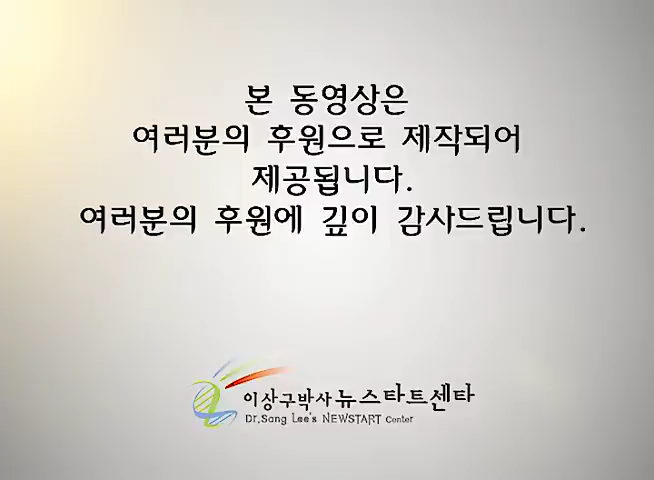 본 동영상은
여러분의 후원으로 제작되어
제공됩니다.
여러분의 후원에 깊이 감사드립니다.
이상구박사 뉴스타트센타
Dr.Sang Lee's NEWSTART Center